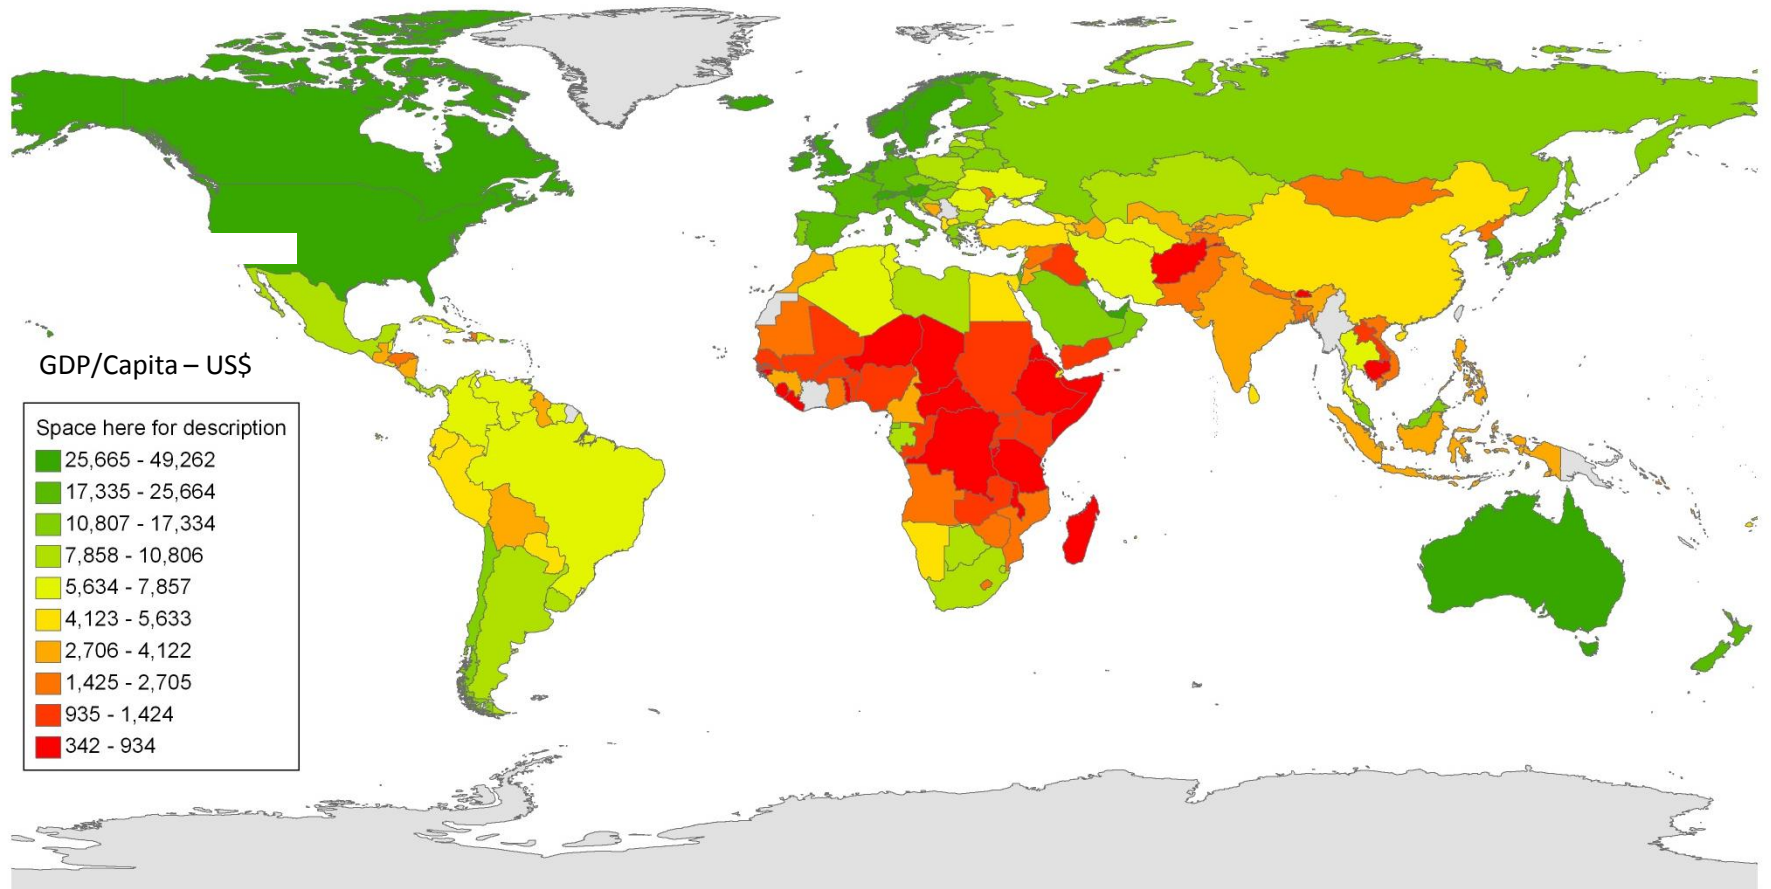 GDP/Capita – US$
Space here for description
25,665 - 49,262
17,335 - 25,664
10,807 - 17,334
7,858 - 10,806
5,634 - 7,857
4,123 - 5,633
2,706 - 4,122
1,425 - 2,705
935 - 1,424
342 - 934